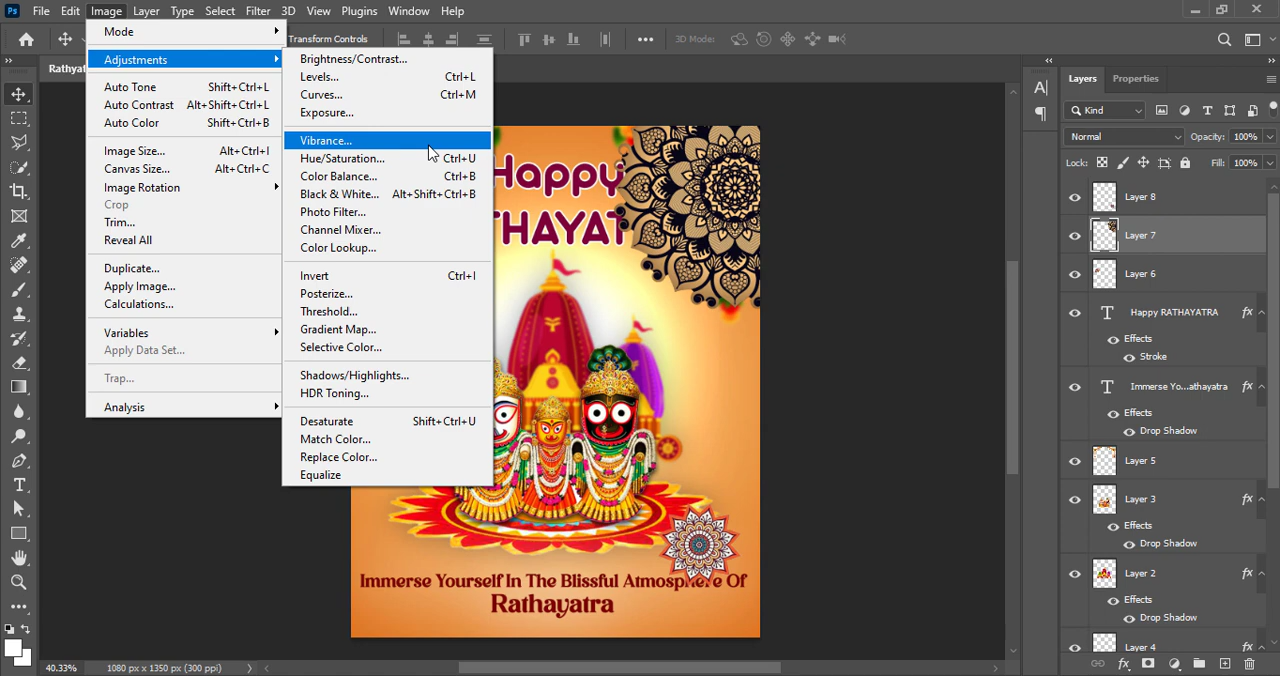 Ps File Edit Image Layer Type Select Filter 3D View Plugins Window Help
Transform Controls 3D Mode:
Rathyat
Mode
Adjustments
Auto Tone Shift+Ctrl+L
Auto Contrast Alt+Shift+Ctrl+L
Auto Color Shift+Ctrl+B
Image Size... Alt+Ctrl+I
Canvas Size... Alt+Ctrl+C
Image Rotation
Crop
Trim...
Reveal All
Duplicate...
Apply Image...
Calculations...
Variables
Apply Data Set...
Trap...
Analysis
Brightness/Contrast...
Levels... Ctrl+L
Curves... Ctrl+M
Exposure...
Vibrance...
Hue/Saturation... Ctrl+U
Color Balance... Ctrl+B
Black & White... Alt+Shift+Ctrl+B
Photo Filter...
Channel Mixer...
Color Lookup...
Invert Ctrl+I
Posterize...
Threshold...
Gradient Map...
Selective Color...
Shadows/Highlights...
HDR Toning...
Desaturate Shift+Ctrl+U
Match Color...
Replace Color...
Equalize
Happy
THAYAT
Immerse Yourself In The Blissful Atmosphere Of
Rathayatra
Layers Properties
Kind
Normal Opacity: 100%
Lock: Fill: 100%
Layer 8
Layer 7
Layer 6
T Happy RATHAYATRA fx
Effects
Stroke
T Immerse Yo...athayatra fx
Effects
Drop Shadow
Layer 5
Layer 3 fx
Effects
Drop Shadow
Layer 2 fx
Effects
Drop Shadow
Layer 4 fx
40.33% 1080 px x 1350 px (300 ppi)